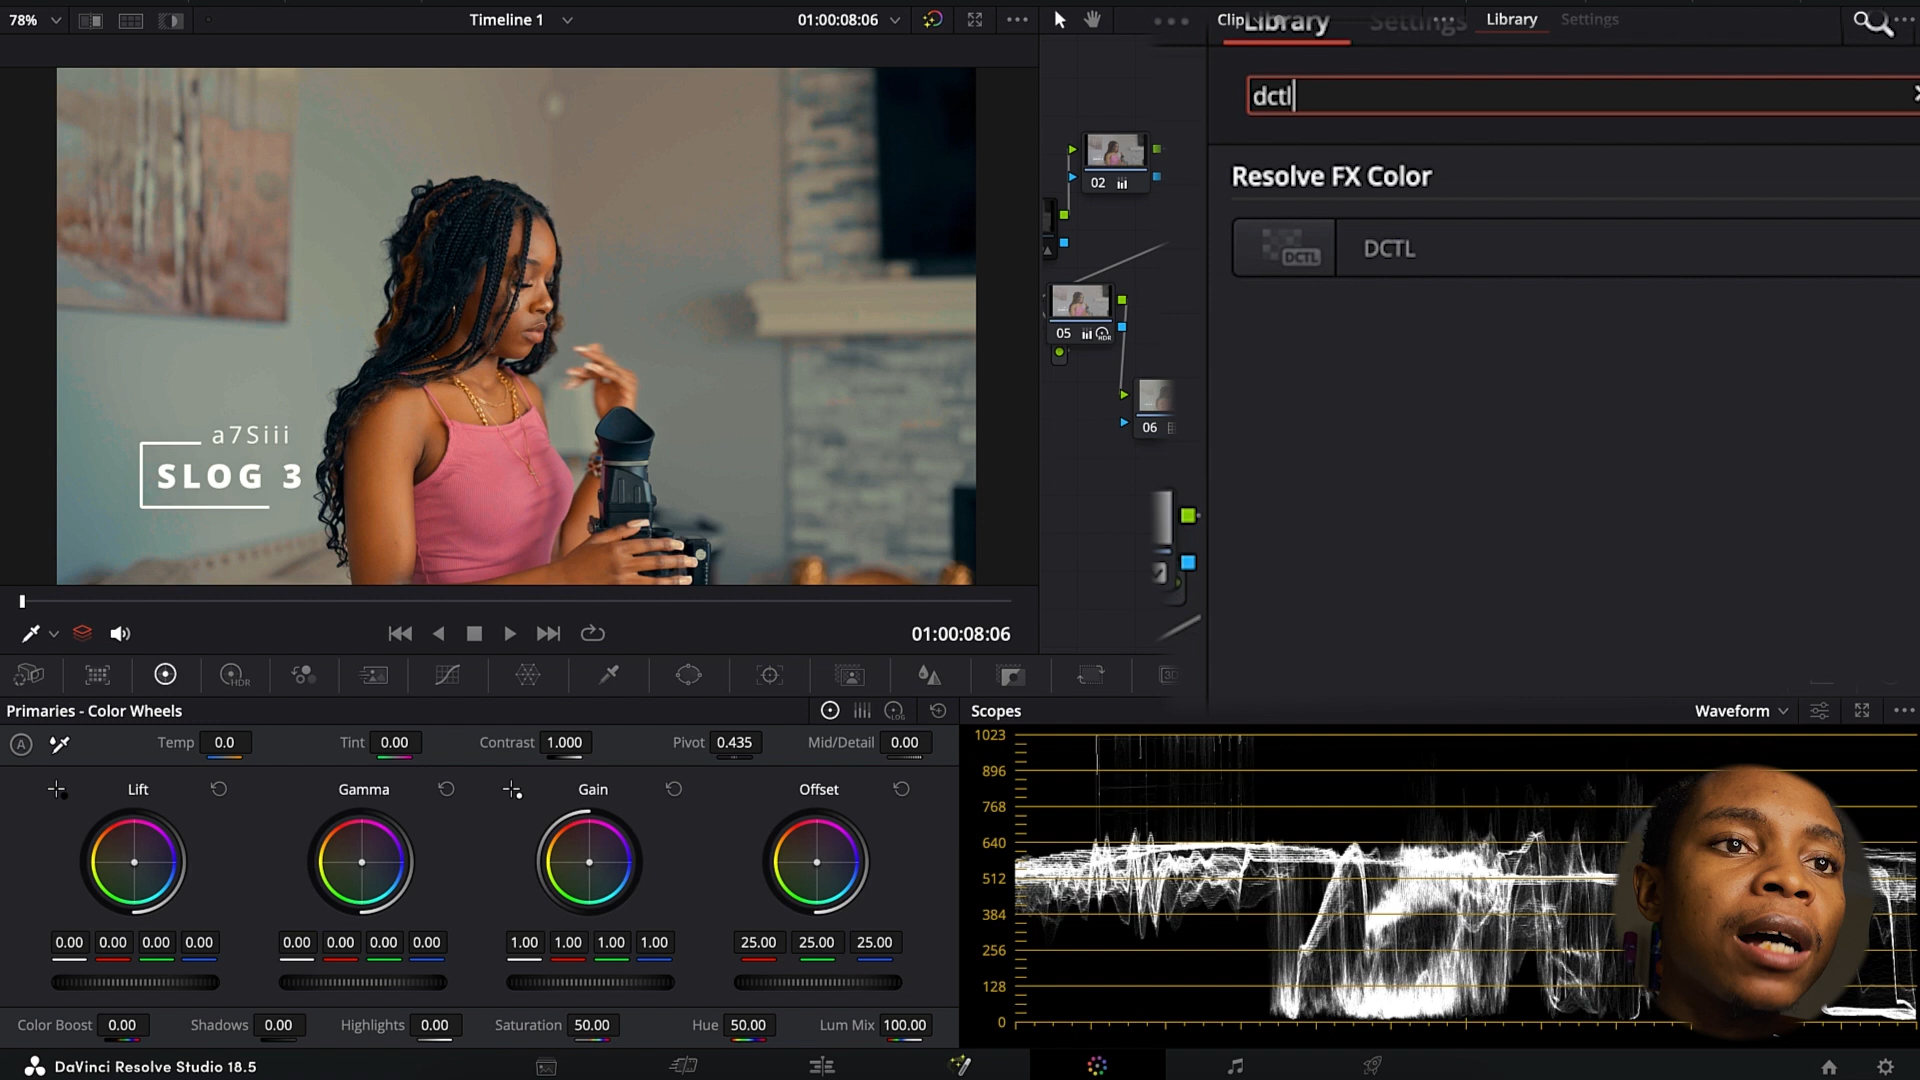 78%
Timeline 1
01:00:08:06
Clip
Library
Settings
Library
Settings
dctl
Resolve FX Color
DCTL
DCTL
02
05
HDR
06
a7Siii
SLOG 3
01:00:08:06
HDR
3D
Primaries - Color Wheels
LOG
Scopes
Waveform
A
Temp 0.0
Tint 0.00
Contrast 1.000
Pivot 0.435
Mid/Detail 0.00
Lift
Gamma
Gain
Offset
0.00 0.00 0.00 0.00
0.00 0.00 0.00 0.00
1.00 1.00 1.00 1.00
25.00 25.00 25.00
Color Boost 0.00
Shadows 0.00
Highlights 0.00
Saturation 50.00
Hue 50.00
Lum Mix 100.00
1023
896
768
640
512
384
256
128
0
DaVinci Resolve Studio 18.5